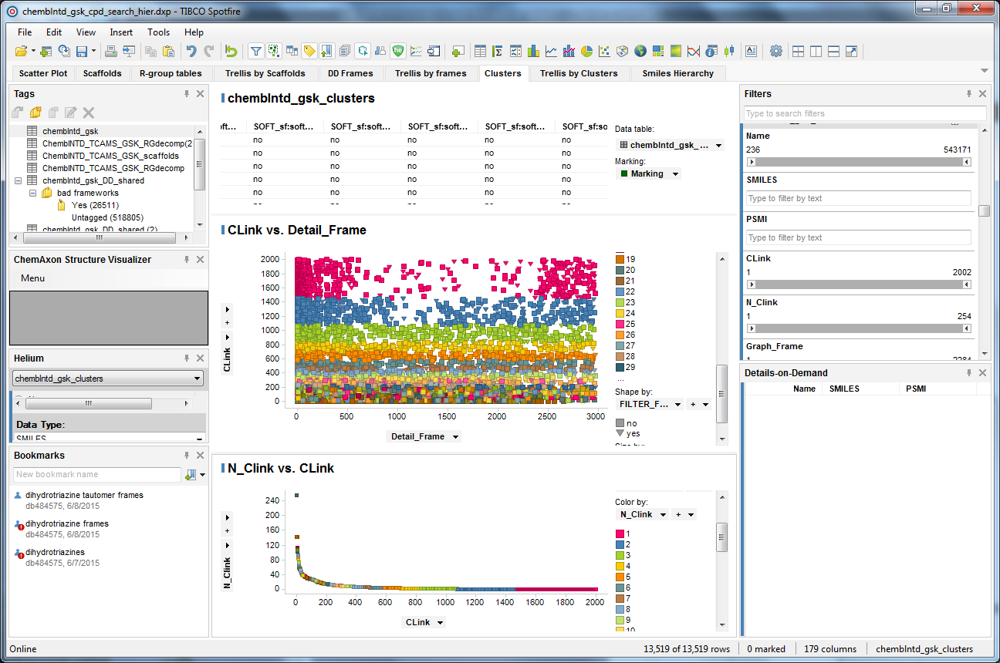 chemblntd_gsk_cpd_search_hier.dxp - TIBCO Spotfire
File Edit View Insert Tools Help
Scatter Plot Scaffolds R-group tables Trellis by Scaffolds DD Frames Trellis by frames Clusters Trellis by Clusters Smiles Hierarchy
Tags
chemblntd_gsk
ChemblNTD_TCAMS_GSK_RGdecomp(2
ChemblNTD_TCAMS_GSK_scaffolds
ChemblNTD_TCAMS_GSK_RGdecomp
chemblntd_gsk_DD_shared
bad frameworks
Yes (26511)
Untagged (518805)
chemblntd_gsk_DD_shared (2)
ChemAxon Structure Visualizer
Menu
Helium
chemblntd_gsk_clusters
Data Type:
SMILES
Bookmarks
New bookmark name
dihydrotriazine tautomer frames
db484575, 6/8/2015
dihydrotriazine frames
db484575, 6/8/2015
dihydrotriazines
db484575, 6/7/2015
chemblntd_gsk_clusters
oft... SOFT_sf:soft... SOFT_sf:soft... SOFT_sf:soft... SOFT_sf:soft... SOFT_sf:so
no no no no no
no no no no no
no no no no no
no no no no no
no no no no no
no no no no no
Data table:
chemblntd_gsk_...
Marking:
Marking
CLink vs. Detail_Frame
2000
1800
1600
1400
1200
1000
800
600
400
200
0
CLink
+
0 500 1000 1500 2000 2500 3000
Detail_Frame
19
20
21
22
23
24
25
26
27
28
29
...
Shape by:
FILTER_F... +
no
yes
Size by:
N_Clink vs. CLink
240
200
160
120
80
40
0
N_Clink
+
0 200 400 600 800 1000 1200 1400 1600 1800 2000
CLink
Color by:
N_Clink +
1
2
3
4
5
6
7
8
9
10
Filters
Type to search filters
Name
236 543171
SMILES
Type to filter by text
PSMI
Type to filter by text
CLink
1 2002
N_Clink
1 254
Graph_Frame
1 2284
Details-on-Demand
Name SMILES PSMI
Online
13,519 of 13,519 rows 0 marked 179 columns chemblntd_gsk_clusters